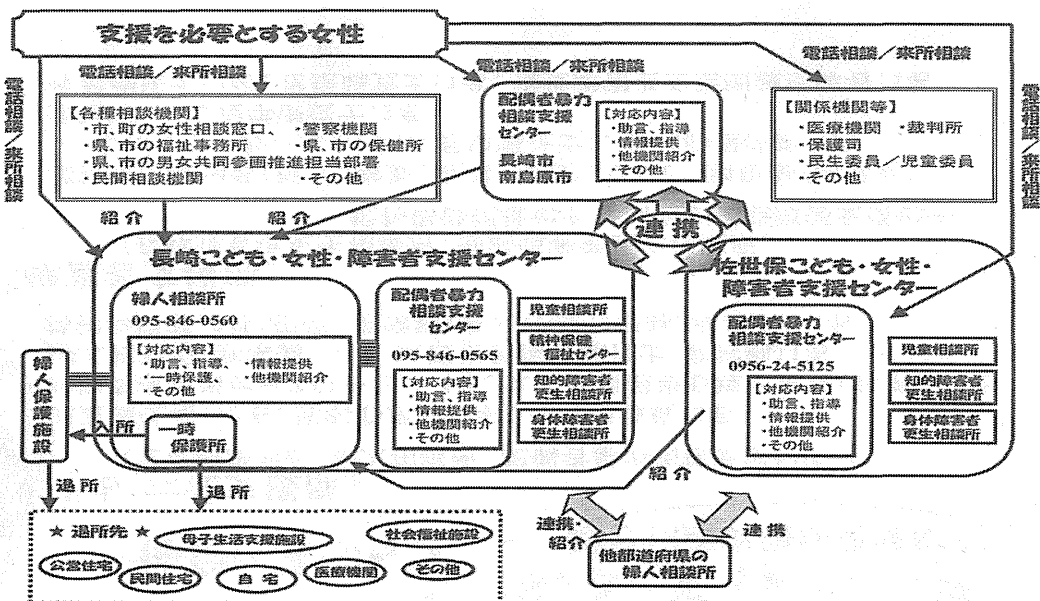 支援を必要とする女性
電話相談/来所相談
電話相談/来所相談
電話相談/来所相談
電話相談/来所相談
電話相談/来所相談
【各種相談機関】
・市、町の女性相談窓口、 ・警察機関
・県、市の福祉事務所 ・県、市の保健所
・県、市の男女共同参画推進担当部署
・民間相談機関 ・その他
配偶者暴力
相談支援
センター
長崎市
南島原市
【対応内容】
・助言、指導
・情報提供
・他機関紹介
・その他
【関係機関等】
・医療機関 ・裁判所
・保護司
・民生委員/児童委員
・その他
紹介
紹介
連携
長崎こども・女性・障害者支援センター
婦人相談所
095-846-0560
【対応内容】
・助言、指導、 ・情報提供
・一時保護、 ・他機関紹介
・その他
配偶者暴力
相談支援
センター
095-846-0565
【対応内容】
・助言、指導
・情報提供
・他機関紹介
・その他
児童相談所
精神保健
福祉センター
知的障害者
更生相談所
身体障害者
更生相談所
佐世保こども・女性・
障害者支援センター
配偶者暴力
相談支援
センター
0956-24-5125
【対応内容】
・助言、指導
・情報提供
・他機関紹介
・その他
児童相談所
知的障害者
更生相談所
身体障害者
更生相談所
婦人保護施設
入所
一時
保護所
退所
退所
紹介
★ 退所先 ★
母子生活支援施設
社会福祉施設
公営住宅
民間住宅
自宅
医療機関
その他
連携・
紹介
連携
他都道府県の
婦人相談所